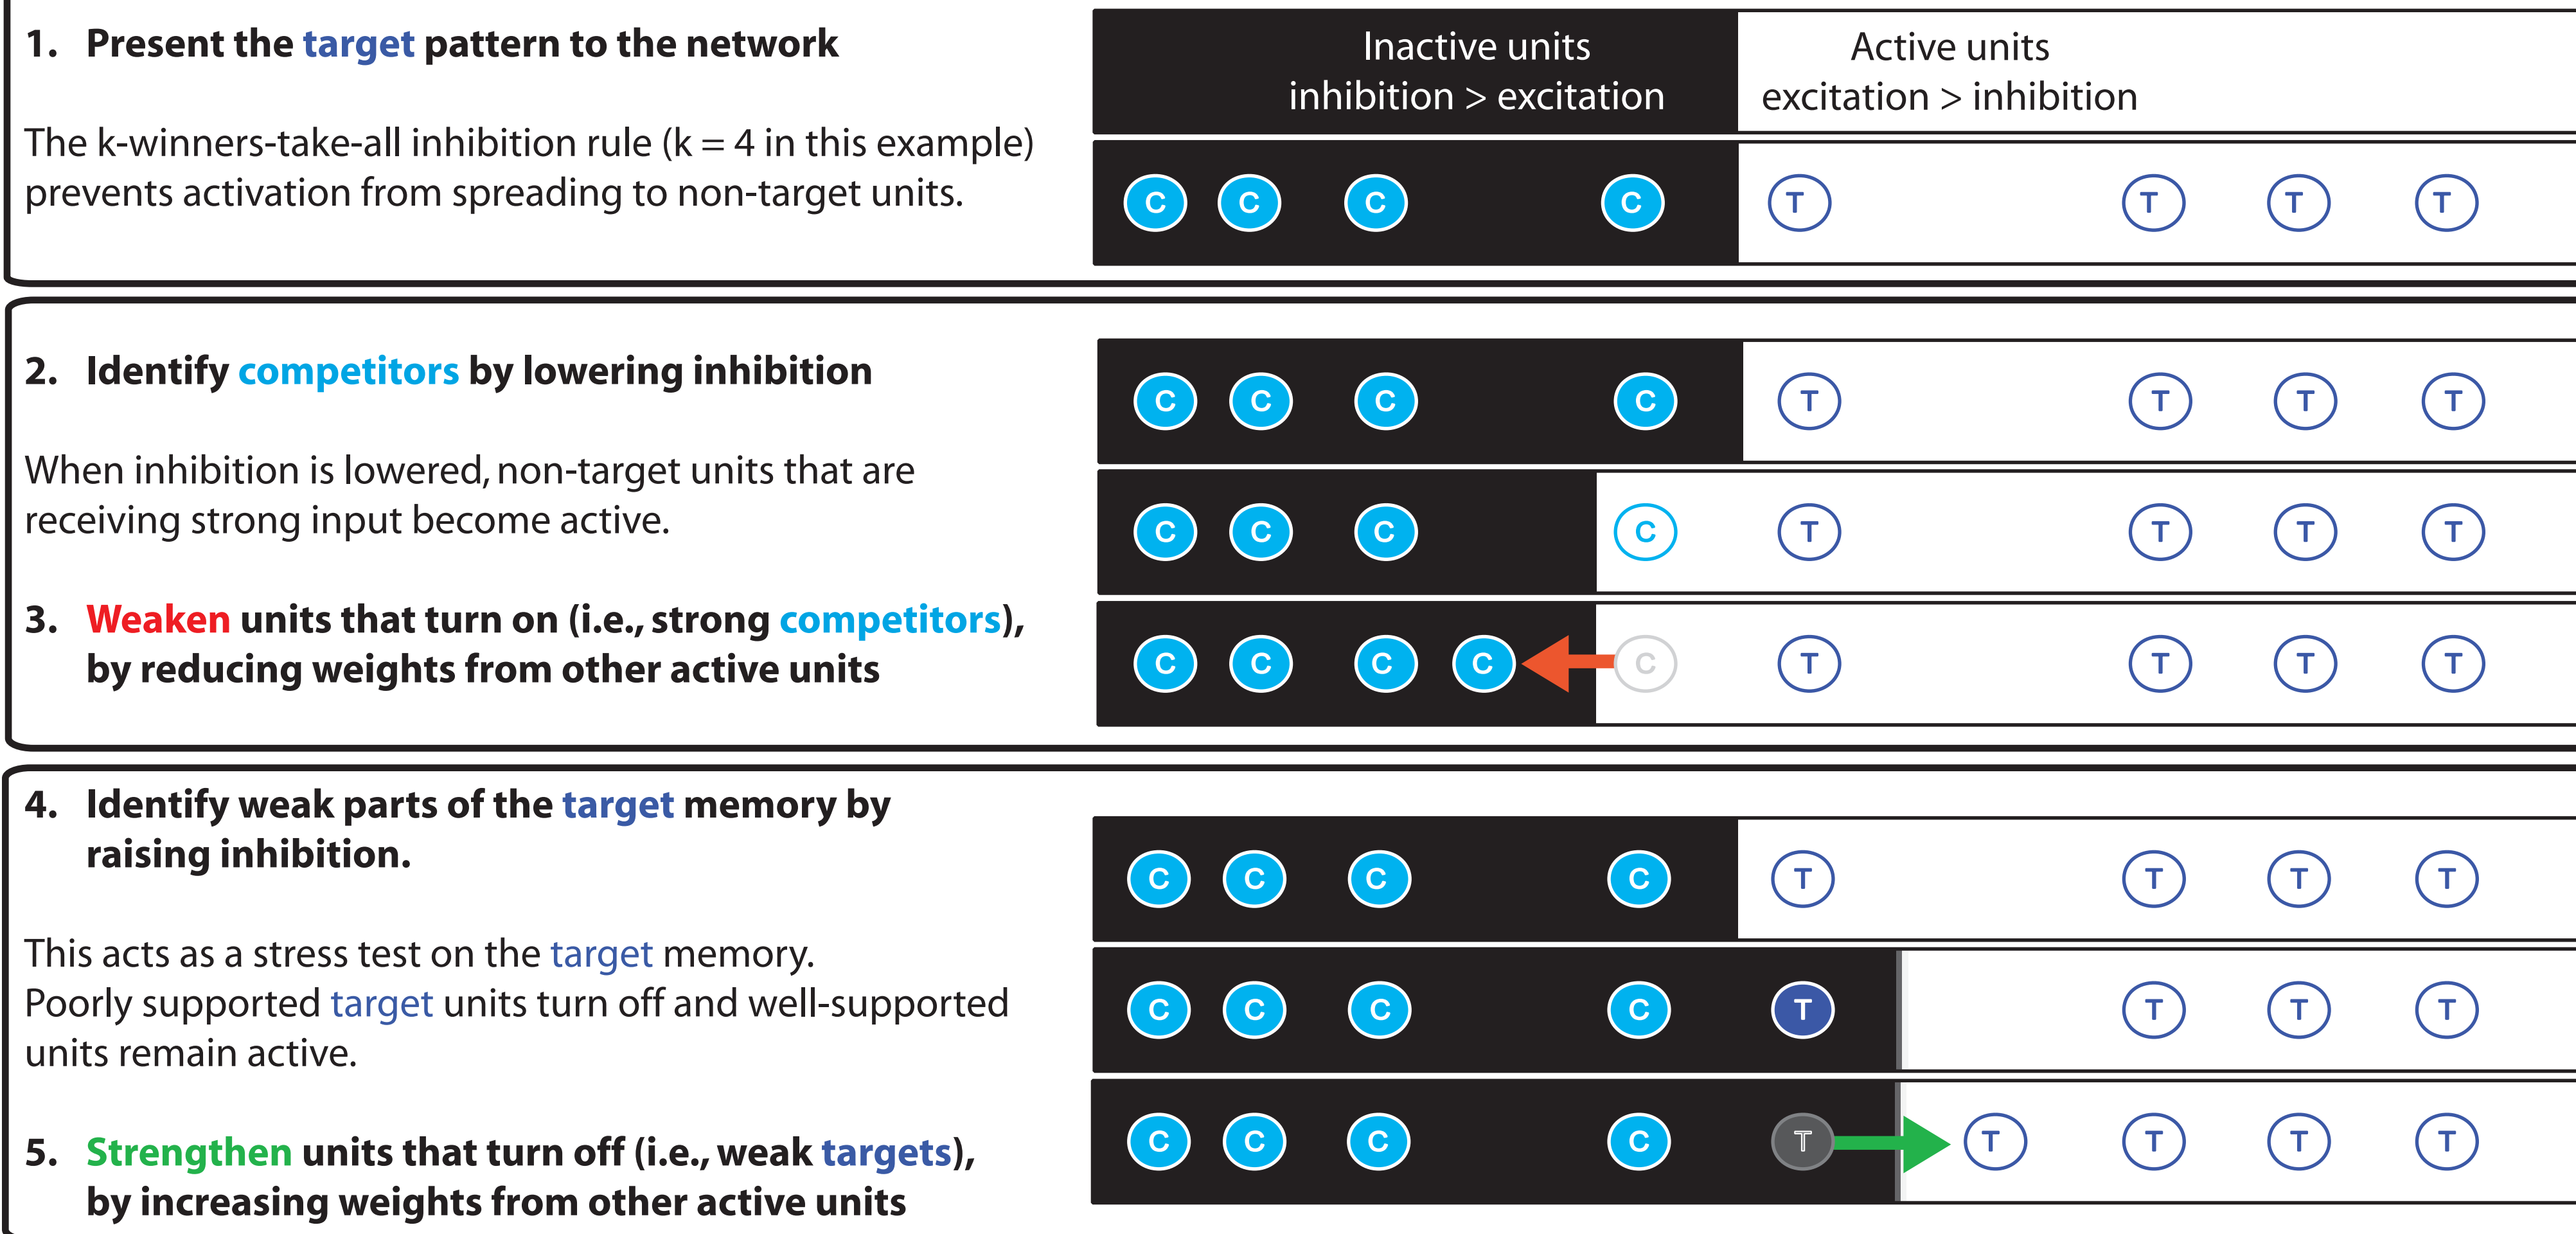 1. Present the target pattern to the network
The k-winners-take-all inhibition rule (k = 4 in this example)
prevents activation from spreading to non-target units.
Inactive units
inhibition > excitation
Active units
excitation > inhibition
C C C C T T T T
2. Identify competitors by lowering inhibition
When inhibition is lowered, non-target units that are
receiving strong input become active.
3. Weaken units that turn on (i.e., strong competitors),
by reducing weights from other active units
C C C C T T T T
C C C C T T T T
C C C C C T T T T
4. Identify weak parts of the target memory by
raising inhibition.
This acts as a stress test on the target memory.
Poorly supported target units turn off and well-supported
units remain active.
5. Strengthen units that turn off (i.e., weak targets),
by increasing weights from other active units
C C C C T T T T
C C C C T T T T
C C C C T T T T T